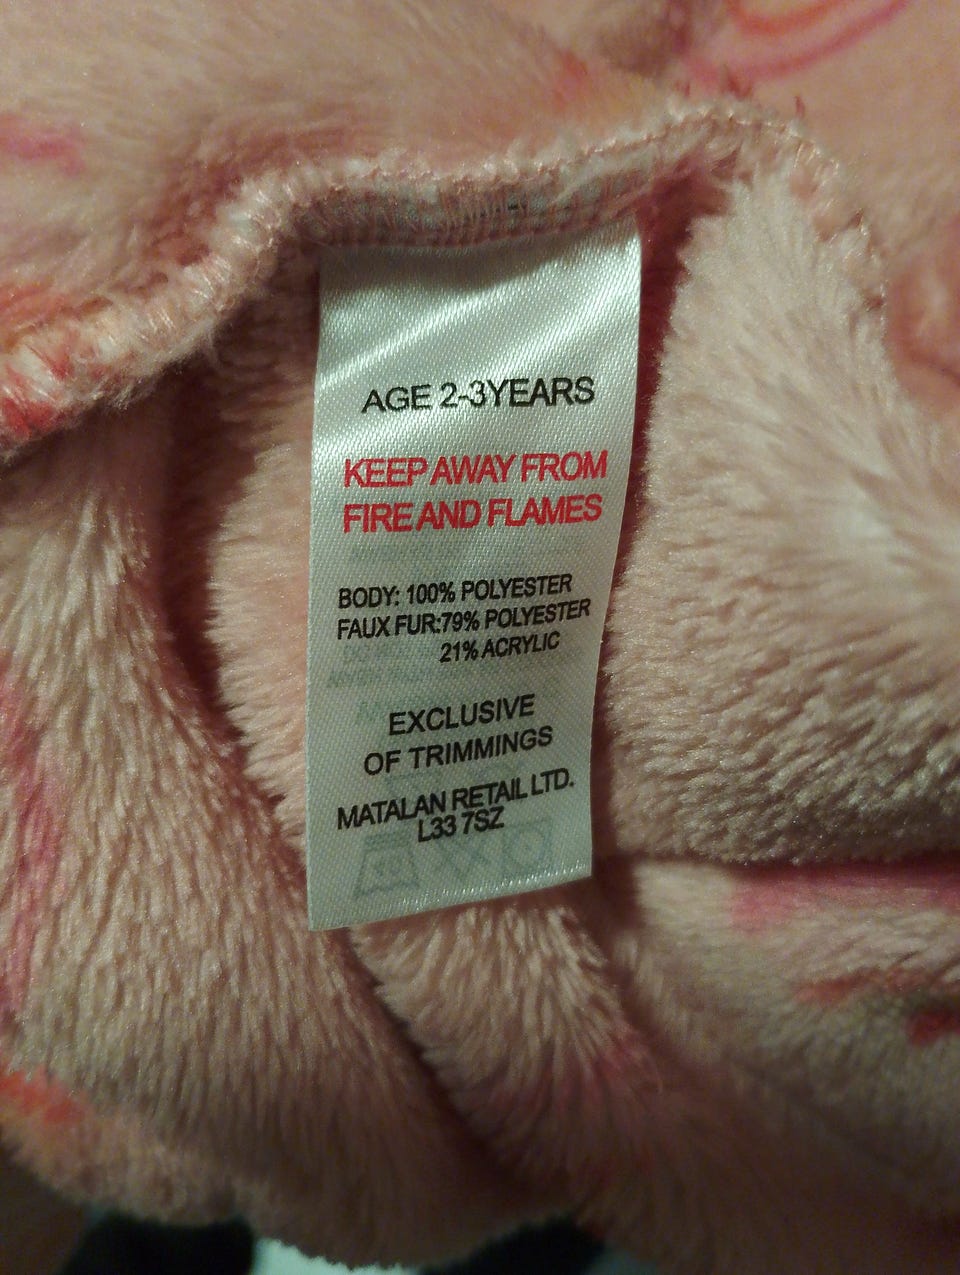 AGE 2-3YEARS
KEEP AWAY FROM
FIRE AND FLAMES
BODY: 100% POLYESTER
FAUX FUR:79% POLYESTER
21% ACRYLIC
EXCLUSIVE
OF TRIMMINGS
MATALAN RETAIL LTD.
L33 7SZ